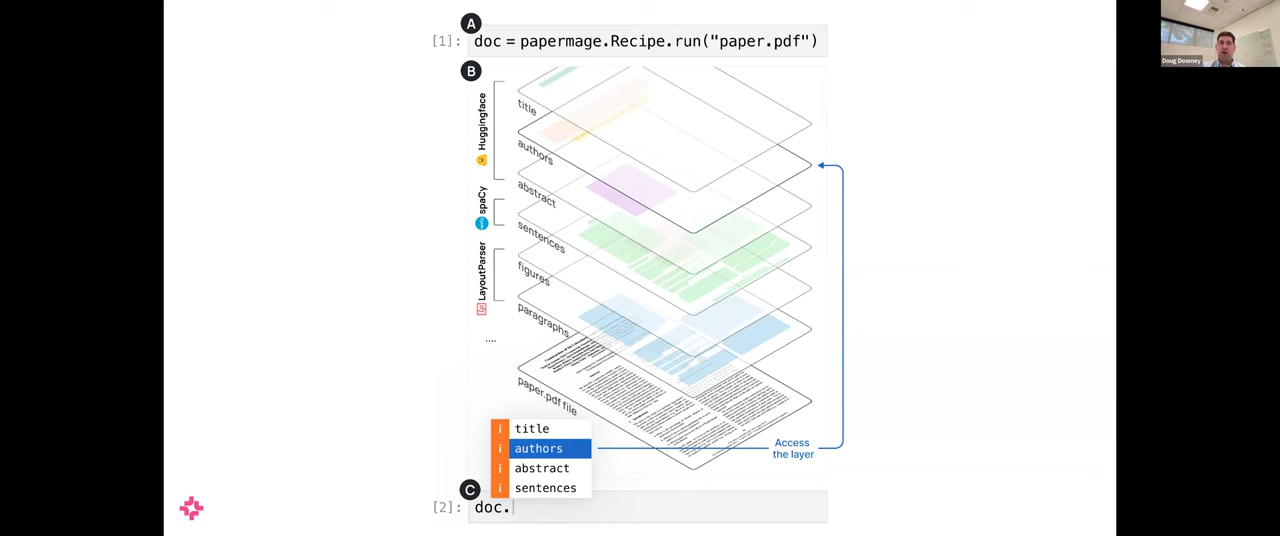 A
[1]: doc = papermage.Recipe.run("paper.pdf")
Doug Downey
B
Huggingface
spaCy
LayoutParser
....
title
authors
abstract
sentences
figures
paragraphs
paper.pdf file
i title
i authors
i abstract
i sentences
Access
the layer
C
[2]: doc.